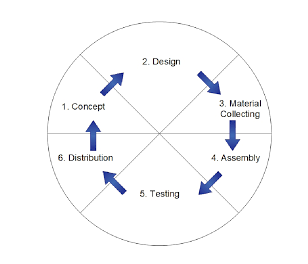 1. Concept
2. Design
3. Material
Collecting
4. Assembly
5. Testing
6. Distribution